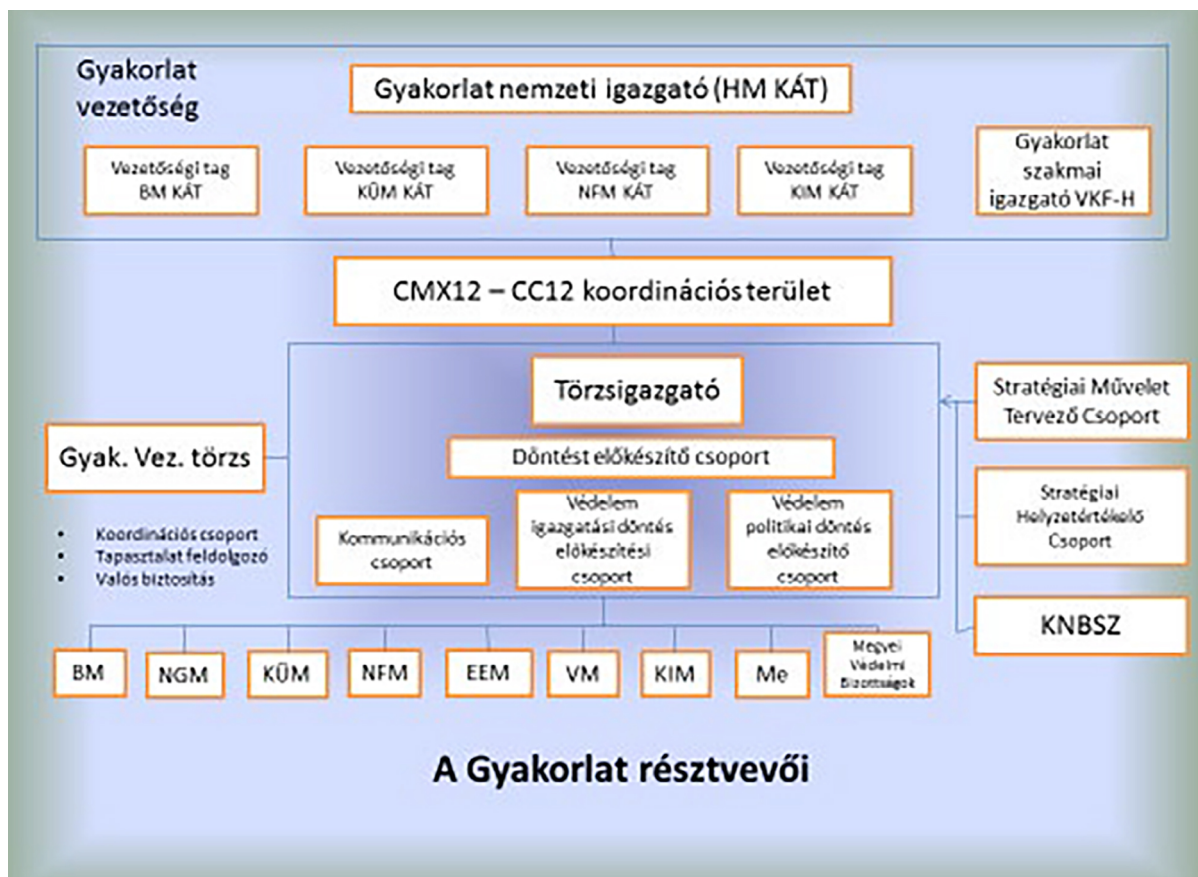 Gyakorlat
vezetőség
Gyakorlat nemzeti igazgató (HM KÁT)
Vezetőségi tag
BM KÁT
Vezetőségi tag
KÜM KÁT
Vezetőségi tag
NFM KÁT
Vezetőségi tag
KIM KÁT
Gyakorlat
szakmai
igazgató VKF-H
CMX12 – CC12 koordinációs terület
Törzsigazgató
Döntést előkészítő csoport
Kommunikációs
csoport
Védelem
igazgatási döntés
előkészítési
csoport
Védelem
politikai döntés
előkészítő
csoport
Gyak. Vez. törzs
• Koordinációs csoport
• Tapasztalat feldolgozó
• Valós biztosítás
Stratégiai Művelet
Tervező Csoport
Stratégiai
Helyzetértékelő
Csoport
KNBSZ
BM
NGM
KÜM
NFM
EEM
VM
KIM
Me
Megyei
Védelmi
Bizottságok
A Gyakorlat résztvevői